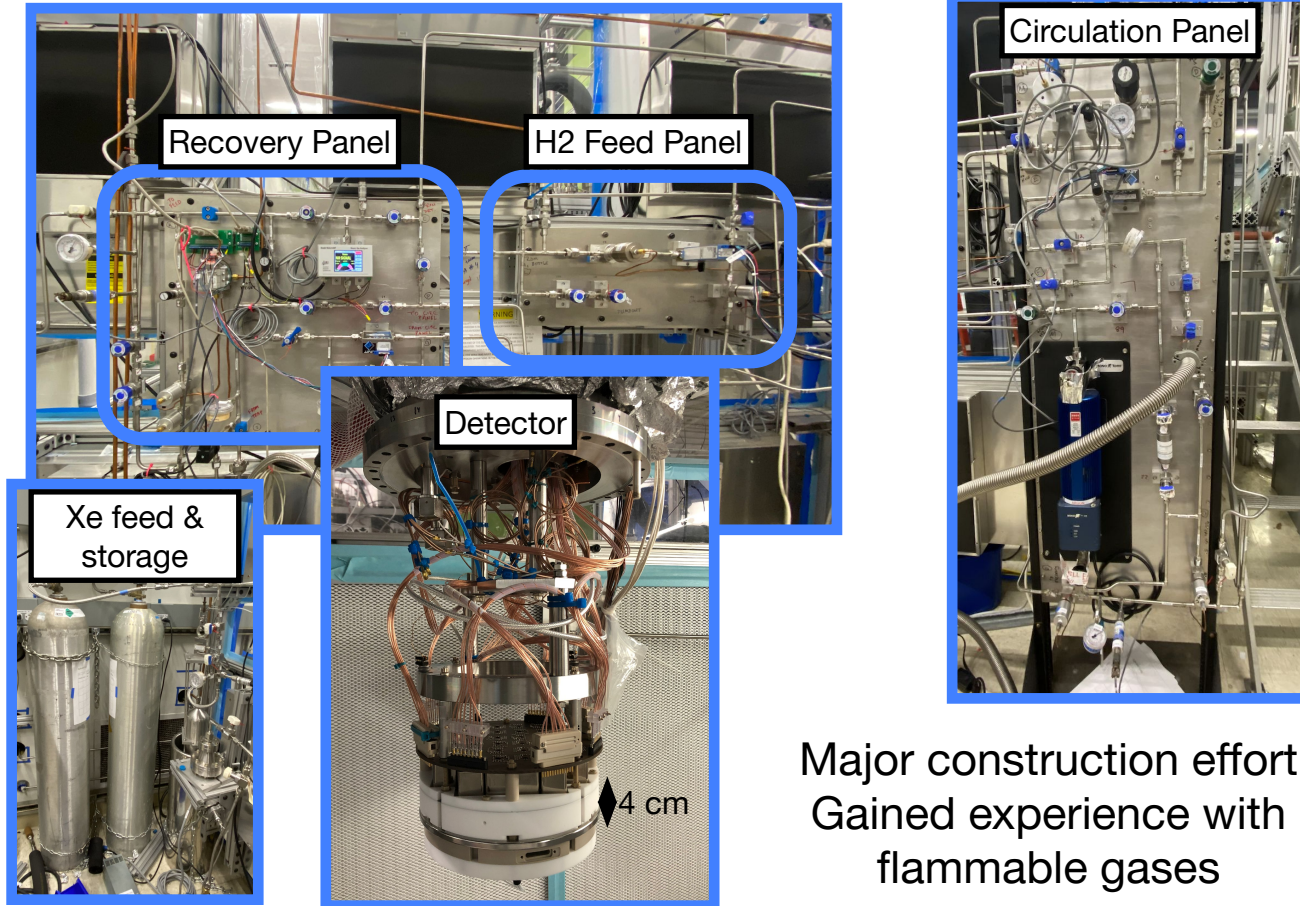 Circulation Panel
Recovery Panel
H2 Feed Panel
Detector
Xe feed &
storage
4 cm
Major construction effort
Gained experience with
flammable gases